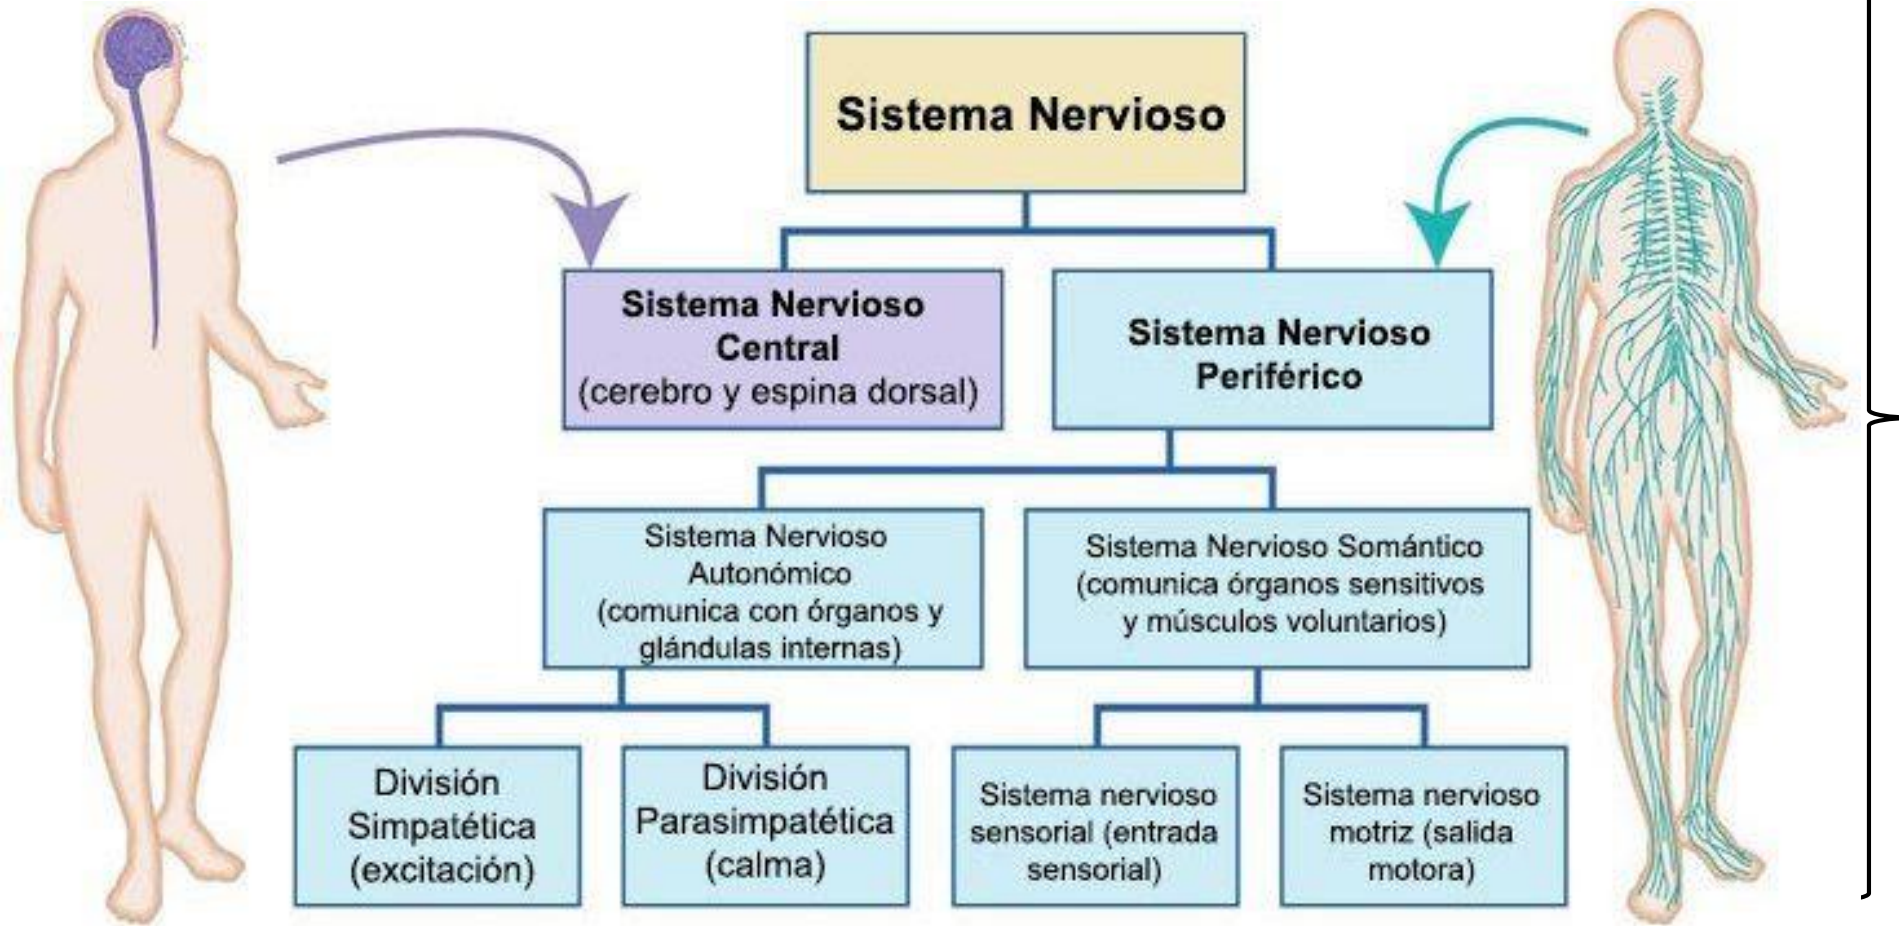 Sistema Nervioso
Sistema Nervioso
Central
(cerebro y espina dorsal)
Sistema Nervioso
Periférico
Sistema Nervioso
Autonómico
(comunica con órganos y
glándulas internas)
Sistema Nervioso Somántico
(comunica órganos sensitivos
y músculos voluntarios)
División
Simpatética
(excitación)
División
Parasimpatética
(calma)
Sistema nervioso
sensorial (entrada
sensorial)
Sistema nervioso
motriz (salida
motora)